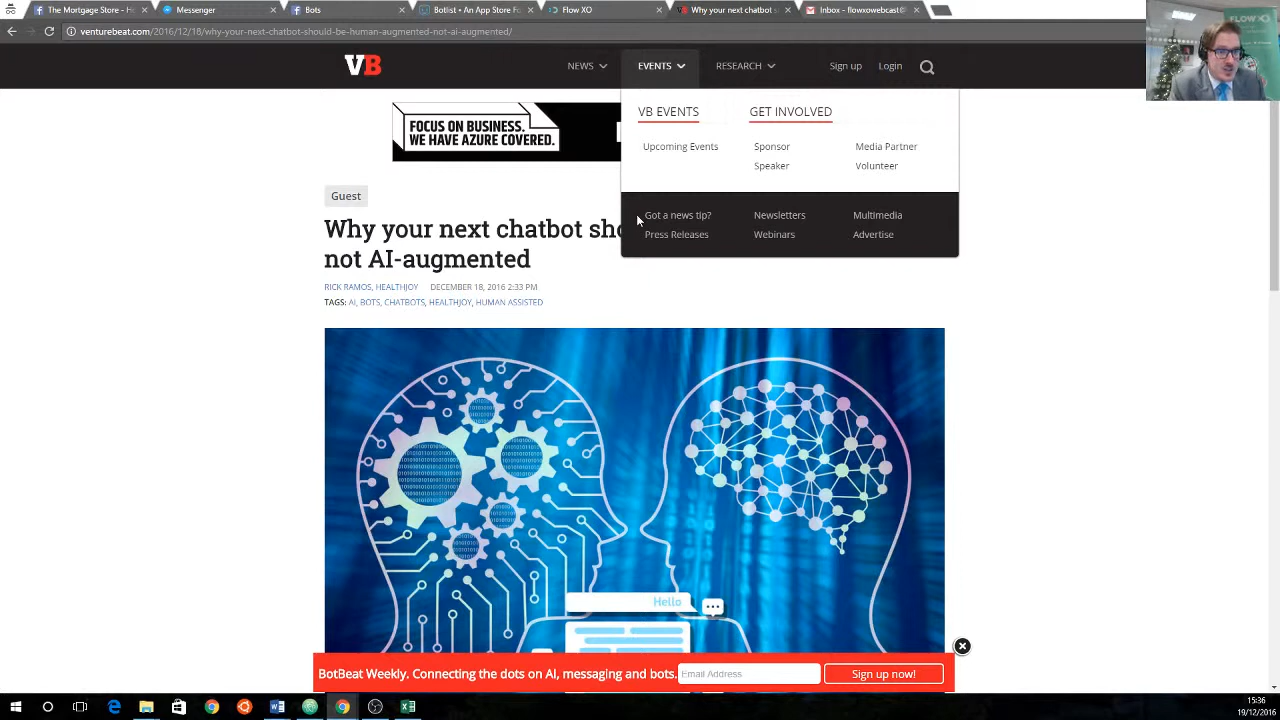 The Mortgage Store - He
Messenger
Bots
Botlist - An App Store Fo
Flow XO
Why your next chatbot s
Inbox - flowxowebcast@
venturebeat.com/2016/12/18/why-your-next-chatbot-should-be-human-augmented-not-ai-augmented/
FLOW XO
VB
NEWS
EVENTS
RESEARCH
Sign up
Login
VB EVENTS
GET INVOLVED
Upcoming Events
Sponsor
Media Partner
Speaker
Volunteer
Got a news tip?
Newsletters
Multimedia
Press Releases
Webinars
Advertise
FOCUS ON BUSINESS.
WE HAVE AZURE COVERED.
Guest
Why your next chatbot sho
not AI-augmented
RICK RAMOS, HEALTHJOY DECEMBER 18, 2016 2:33 PM
TAGS: AI, BOTS, CHATBOTS, HEALTHJOY, HUMAN ASSISTED
Hello
BotBeat Weekly. Connecting the dots on AI, messaging and bots.
Email Address
Sign up now!
15:36
19/12/2016